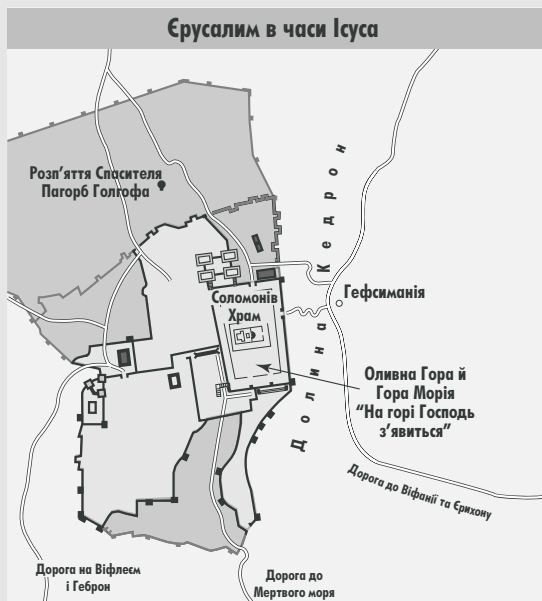 Єрусалим в часи Ісуса
Розп’яття Спасителя
Пагорб Голгофа
Долина Кедрон
Соломонів
Храм
Гефсиманія
Оливна Гора й
Гора Морія
“На горі Господь
з’явиться”
Дорога до Віфанії та Єрихону
Дорога на Віфлеєм
і Геброн
Дорога до
Мертвого моря